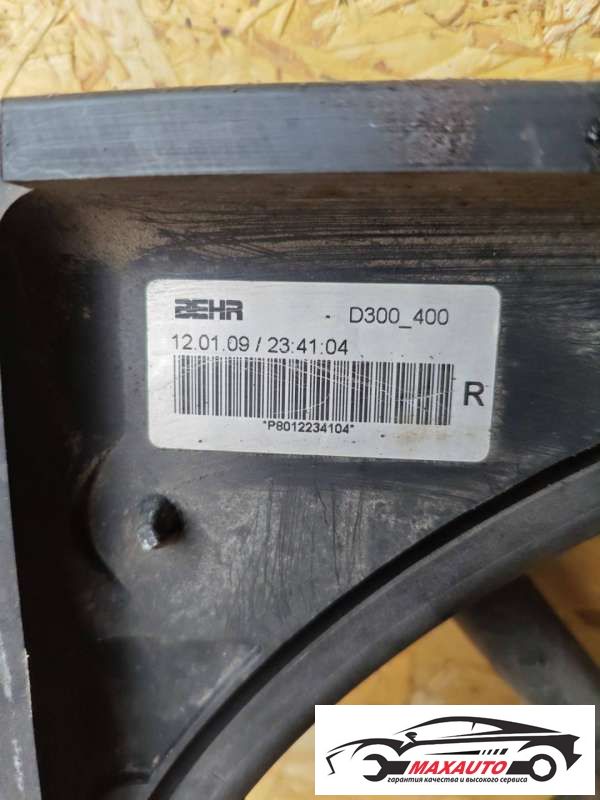 BEHR D300_400
12.01.09 / 23:41:04
R
*P8012234104*
MAXAUTO
гарантия качества и высокого сервиса